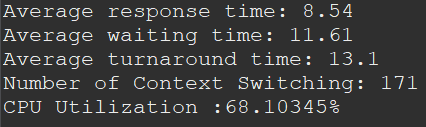 Average response time: 8.54
Average waiting time: 11.61
Average turnaround time: 13.1
Number of Context Switching: 171
CPU Utilization :68.10345%